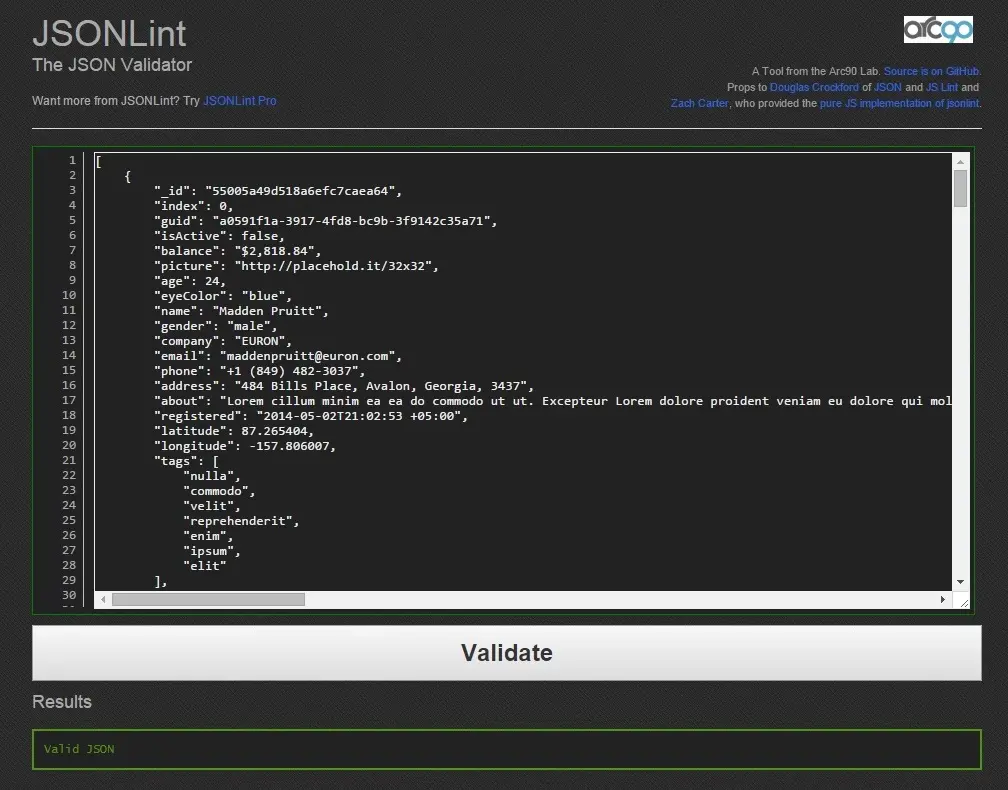 JSONLint
The JSON Validator
Want more from JSONLint? Try JSONLint Pro
arc90
A Tool from the Arc90 Lab. Source is on GitHub.
Props to Douglas Crockford of JSON and JS Lint and
Zach Carter, who provided the pure JS implementation of jsonlint.
1 [
2 {
3 "_id": "55005a49d518a6efc7caea64",
4 "index": 0,
5 "guid": "a0591f1a-3917-4fd8-bc9b-3f9142c35a71",
6 "isActive": false,
7 "balance": "$2,818.84",
8 "picture": "http://placehold.it/32x32",
9 "age": 24,
10 "eyeColor": "blue",
11 "name": "Madden Pruitt",
12 "gender": "male",
13 "company": "EURON",
14 "email": "maddenpruitt@euron.com",
15 "phone": "+1 (849) 482-3037",
16 "address": "484 Bills Place, Avalon, Georgia, 3437",
17 "about": "Lorem cillum minim ea ea do commodo ut ut. Excepteur Lorem dolore proident veniam eu dolore qui mol
18 "registered": "2014-05-02T21:02:53 +05:00",
19 "latitude": 87.265404,
20 "longitude": -157.806007,
21 "tags": [
22 "nulla",
23 "commodo",
24 "velit",
25 "reprehenderit",
26 "enim",
27 "ipsum",
28 "elit"
29 ],
30
Validate
Results
Valid JSON